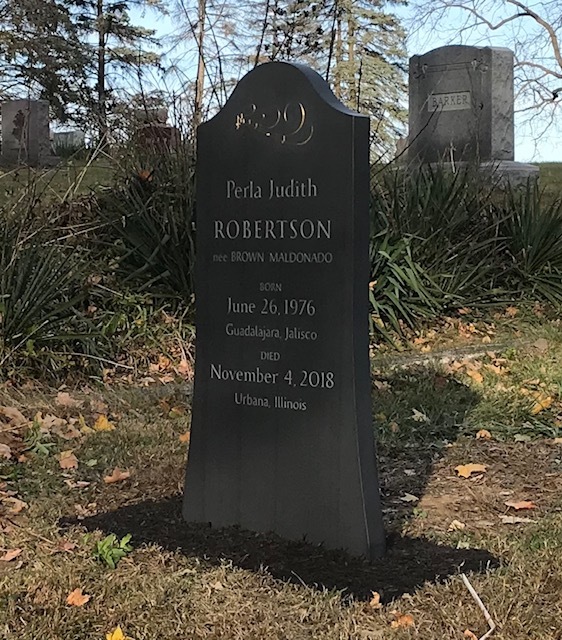 Perla Judith
ROBERTSON
née BROWN MALDONADO
BORN
June 26, 1976
Guadalajara, Jalisco
DIED
November 4, 2018
Urbana, Illinois
BARKER